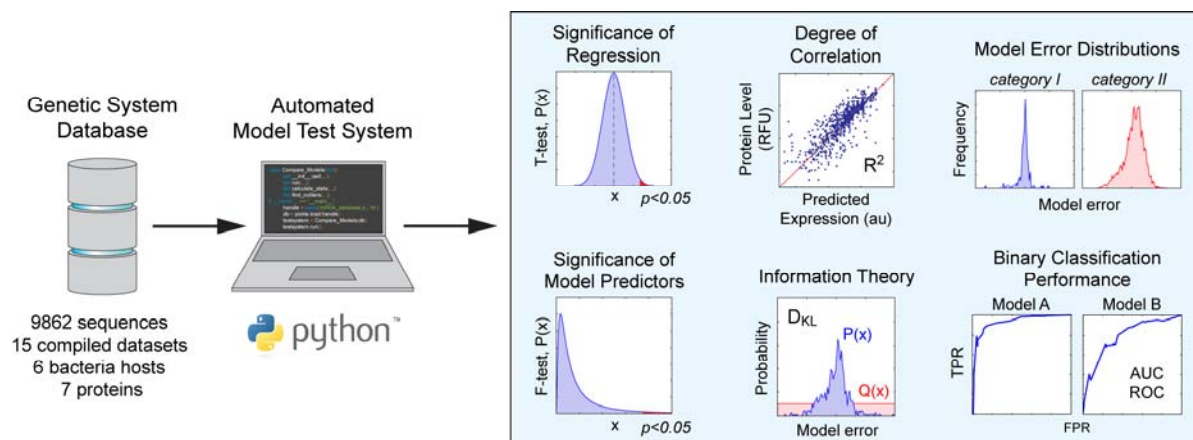 Genetic System
Database
9862 sequences
15 compiled datasets
6 bacteria hosts
7 proteins
Automated
Model Test System
python™
Significance of
Regression
T-test, P(x)
x
p<0.05
Degree of
Correlation
Protein Level
(RFU)
R²
Predicted
Expression (au)
Model Error Distributions
category I
category II
Frequency
Model error
Significance of
Model Predictors
F-test, P(x)
x
p<0.05
Information Theory
Probability
D_KL
P(x)
Q(x)
Model error
Binary Classification
Performance
Model A
Model B
TPR
AUC
ROC
FPR